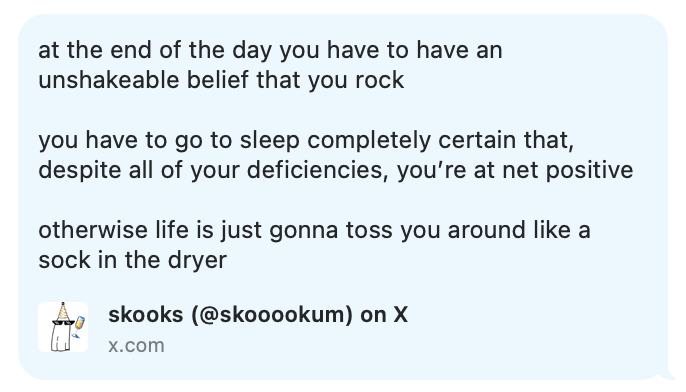 at the end of the day you have to have an
unshakeable belief that you rock
you have to go to sleep completely certain that,
despite all of your deficiencies, you’re at net positive
otherwise life is just gonna toss you around like a
sock in the dryer
skooks (@skooookum) on X
x.com